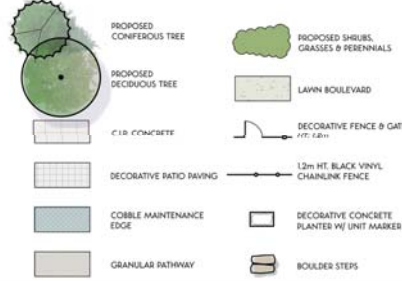 PROPOSED
CONIFEROUS TREE
PROPOSED
DECIDUOUS TREE
C.I.P. CONCRETE
DECORATIVE PATIO PAVING
COBBLE MAINTENANCE
EDGE
GRANULAR PATHWAY
PROPOSED SHRUBS,
GRASSES & PERENNIALS
LAWN BOULEVARD
DECORATIVE FENCE & GAT
1.2m HT. BLACK VINYL
CHAINLINK FENCE
DECORATIVE CONCRETE
PLANTER W/ UNIT MARKER
BOULDER STEPS